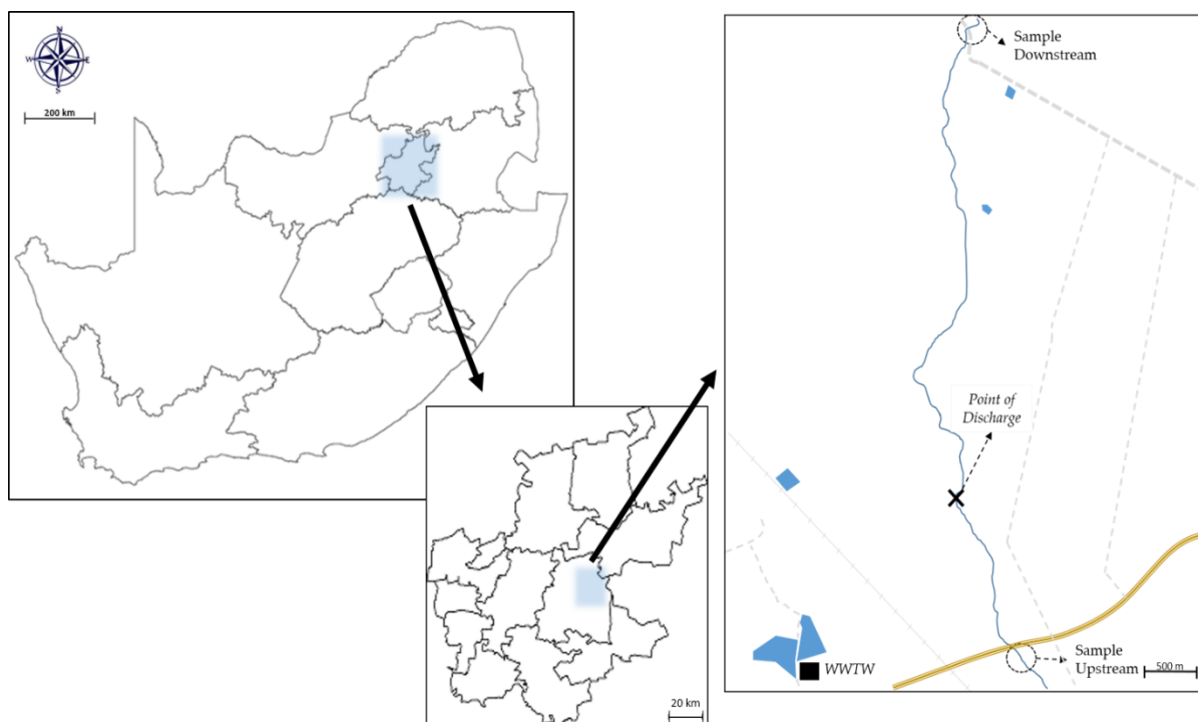 N
W
E
S
200 km
20 km
Sample
Downstream
Point of
Discharge
WWTW
Sample
Upstream
500 m